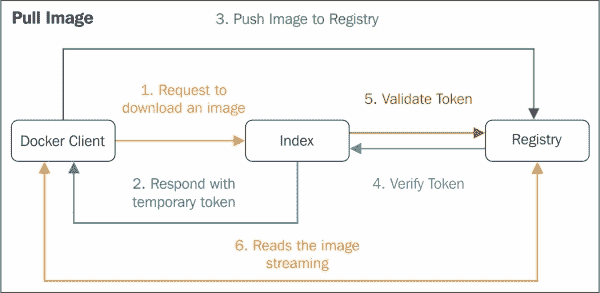 Pull Image
3. Push Image to Registry
1. Request to
download an image
5. Validate Token
Docker Client
Index
Registry
2. Respond with
temporary token
4. Verify Token
6. Reads the image
streaming